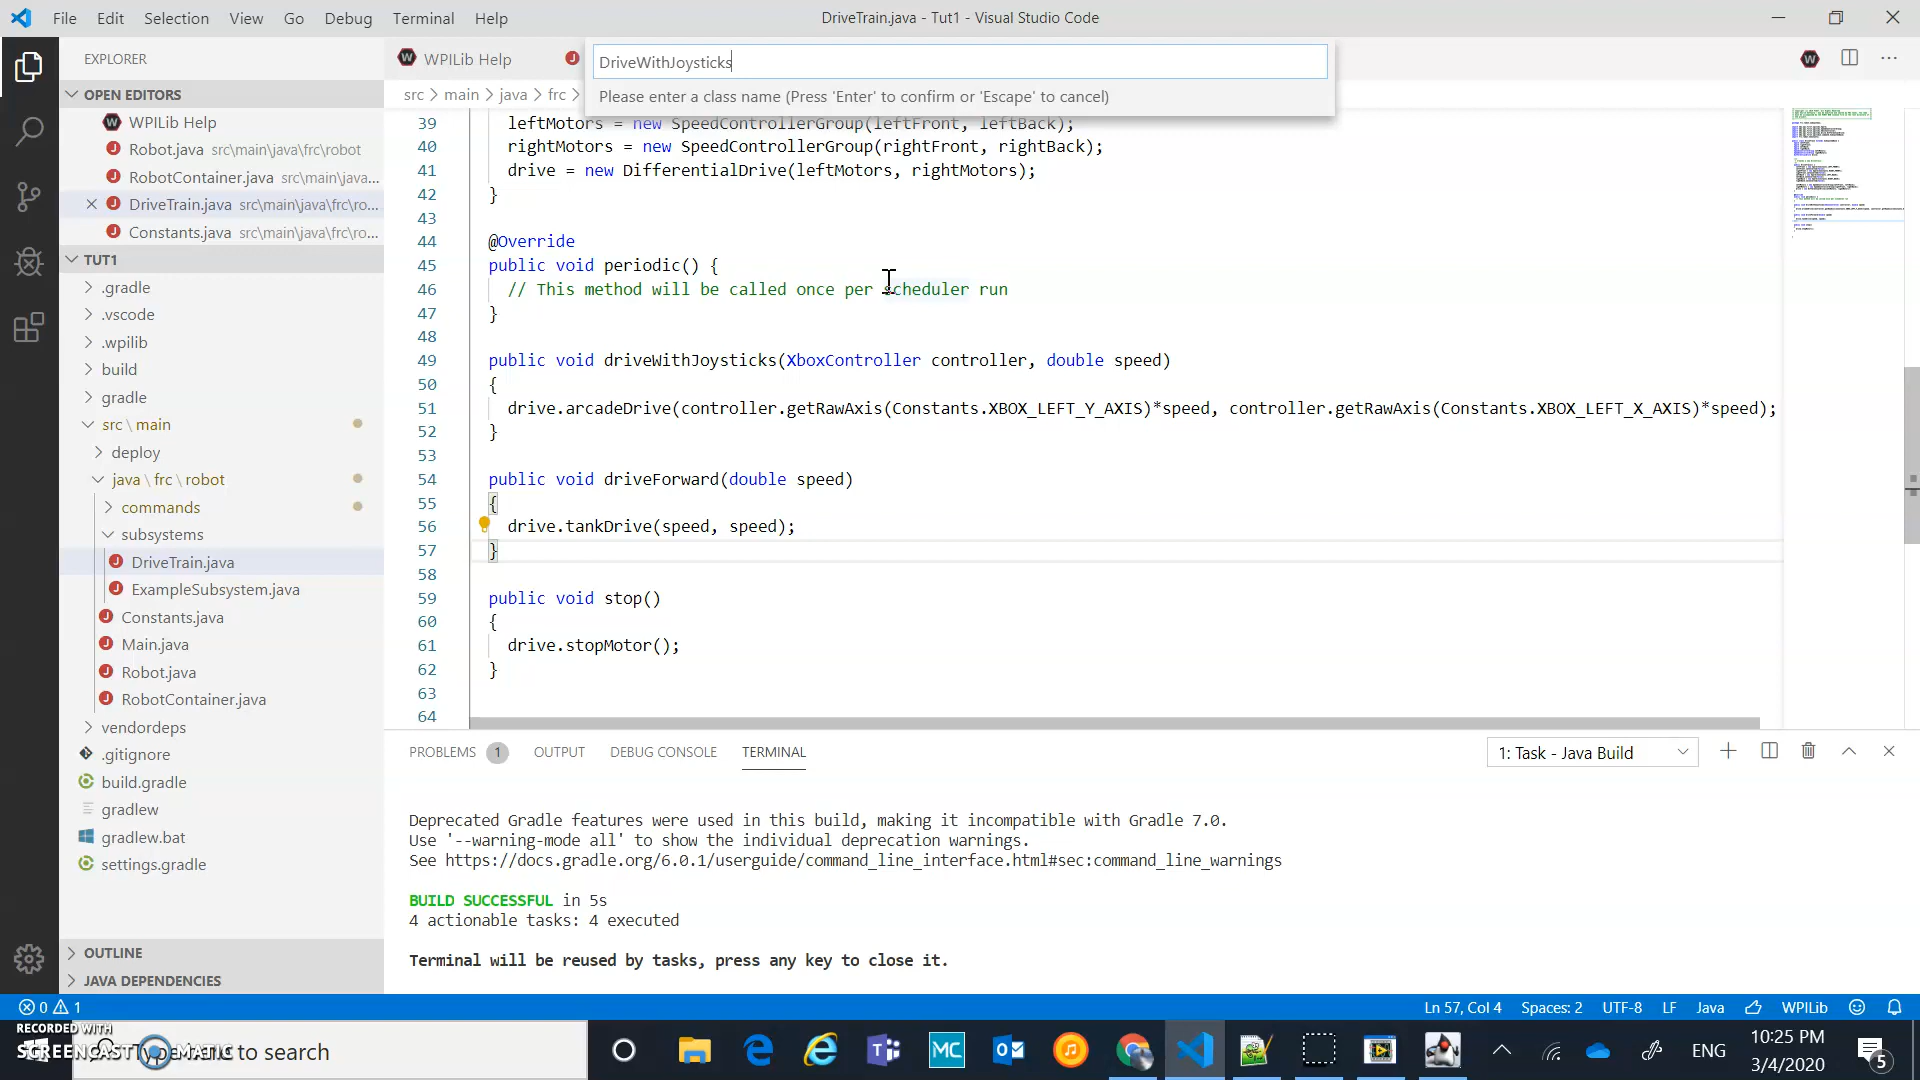 File Edit Selection View Go Debug Terminal Help
DriveTrain.java - Tut1 - Visual Studio Code
EXPLORER
WPILib Help
DriveWithJoysticks
Please enter a class name (Press 'Enter' to confirm or 'Escape' to cancel)
src > main > java > frc >
OPEN EDITORS
WPILib Help
Robot.java src\main\java\frc\robot
RobotContainer.java src\main\java...
DriveTrain.java src\main\java\frc\ro...
Constants.java src\main\java\frc\ro...
TUT1
.gradle
.vscode
.wpilib
build
gradle
src \ main
deploy
java \ frc \ robot
commands
subsystems
DriveTrain.java
ExampleSubsystem.java
Constants.java
Main.java
Robot.java
RobotContainer.java
vendordeps
.gitignore
build.gradle
gradlew
gradlew.bat
settings.gradle
OUTLINE
JAVA DEPENDENCIES
39 leftMotors = new SpeedControllerGroup(leftFront, leftBack);
40 rightMotors = new SpeedControllerGroup(rightFront, rightBack);
41 drive = new DifferentialDrive(leftMotors, rightMotors);
42 }
43
44 @Override
45 public void periodic() {
46 // This method will be called once per scheduler run
47 }
48
49 public void driveWithJoysticks(XboxController controller, double speed)
50 {
51 drive.arcadeDrive(controller.getRawAxis(Constants.XBOX_LEFT_Y_AXIS)*speed, controller.getRawAxis(Constants.XBOX_LEFT_X_AXIS)*speed);
52 }
53
54 public void driveForward(double speed)
55 {
56 drive.tankDrive(speed, speed);
57 }
58
59 public void stop()
60 {
61 drive.stopMotor();
62 }
63
64
PROBLEMS 1 OUTPUT DEBUG CONSOLE TERMINAL
1: Task - Java Build
Deprecated Gradle features were used in this build, making it incompatible with Gradle 7.0.
Use '--warning-mode all' to show the individual deprecation warnings.
See https://docs.gradle.org/6.0.1/userguide/command_line_interface.html#sec:command_line_warnings
BUILD SUCCESSFUL in 5s
4 actionable tasks: 4 executed
Terminal will be reused by tasks, press any key to close it.
0 1
Ln 57, Col 4 Spaces: 2 UTF-8 LF Java WPILib
RECORDED WITH
SCREENCAST MATIC
Type here to search
ENG
10:25 PM
3/4/2020
5